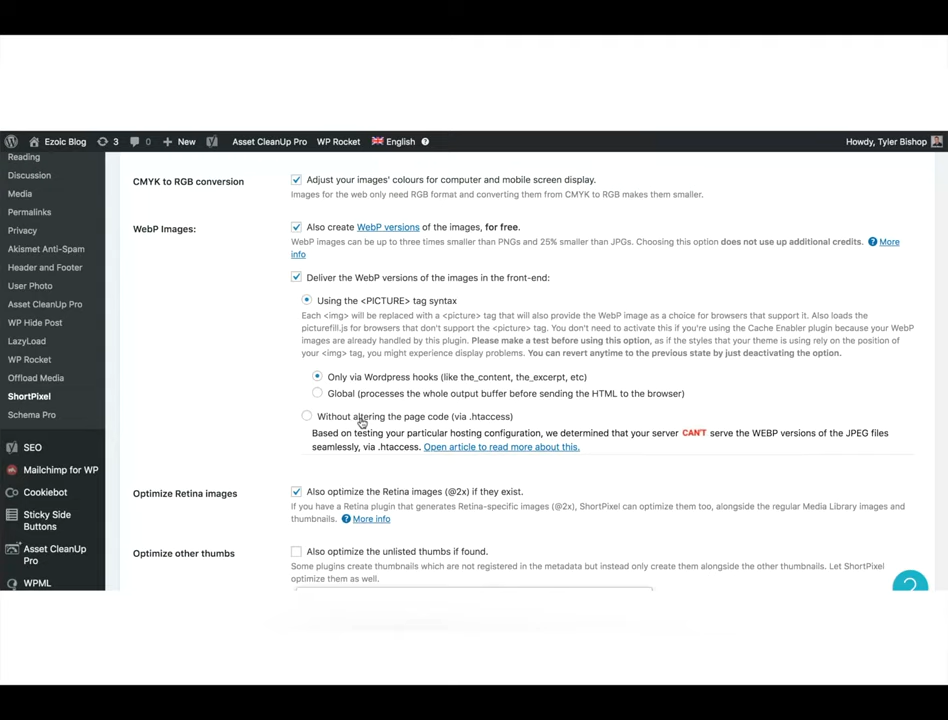 Ezoic Blog 3 0 New Asset CleanUp Pro WP Rocket English Howdy, Tyler Bishop
Reading
Discussion
Media
Permalinks
Privacy
Akismet Anti-Spam
Header and Footer
User Photo
Asset CleanUp Pro
WP Hide Post
LazyLoad
WP Rocket
Offload Media
ShortPixel
Schema Pro
SEO
Mailchimp for WP
Cookiebot
Sticky Side
Buttons
Asset CleanUp
Pro
WPML
CMYK to RGB conversion
Adjust your images' colours for computer and mobile screen display.
Images for the web only need RGB format and converting them from CMYK to RGB makes them smaller.
WebP Images:
Also create WebP versions of the images, for free.
WebP images can be up to three times smaller than PNGs and 25% smaller than JPGs. Choosing this option does not use up additional credits. ? More
info
Deliver the WebP versions of the images in the front-end:
Using the <PICTURE> tag syntax
Each <img> will be replaced with a <picture> tag that will also provide the WebP image as a choice for browsers that support it. Also loads the
picturefill.js for browsers that don't support the <picture> tag. You don't need to activate this if you're using the Cache Enabler plugin because your WebP
images are already handled by this plugin. Please make a test before using this option, as if the styles that your theme is using rely on the position of
your <img> tag, you might experience display problems. You can revert anytime to the previous state by just deactivating the option.
Only via Wordpress hooks (like the_content, the_excerpt, etc)
Global (processes the whole output buffer before sending the HTML to the browser)
Without altering the page code (via .htaccess)
Based on testing your particular hosting configuration, we determined that your server CAN'T serve the WEBP versions of the JPEG files
seamlessly, via .htaccess. Open article to read more about this.
Optimize Retina images
Also optimize the Retina images (@2x) if they exist.
If you have a Retina plugin that generates Retina-specific images (@2x), ShortPixel can optimize them too, alongside the regular Media Library images and
thumbnails. ? More info
Optimize other thumbs
Also optimize the unlisted thumbs if found.
Some plugins create thumbnails which are not registered in the metadata but instead only create them alongside the other thumbnails. Let ShortPixel
optimize them as well.
?